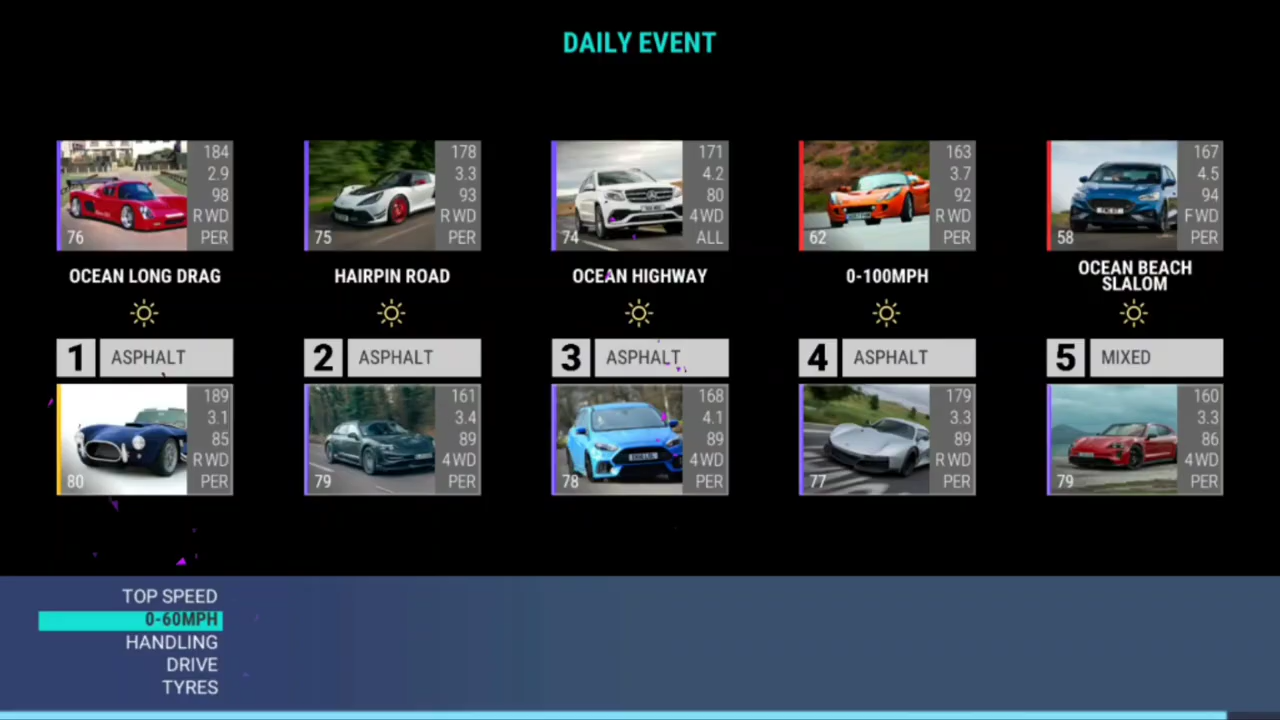 DAILY EVENT
184
2.9
98
RWD
PER
76
178
3.3
93
RWD
PER
75
171
4.2
80
4WD
ALL
74
163
3.7
92
RWD
PER
62
167
4.5
94
FWD
PER
58
OCEAN LONG DRAG
HAIRPIN ROAD
OCEAN HIGHWAY
0-100MPH
OCEAN BEACH
SLALOM
1 ASPHALT
2 ASPHALT
3 ASPHALT
4 ASPHALT
5 MIXED
189
3.1
85
RWD
PER
80
161
3.4
89
4WD
PER
79
168
4.1
89
4WD
PER
78
179
3.3
89
RWD
PER
77
160
3.3
86
4WD
PER
79
TOP SPEED
0-60MPH
HANDLING
DRIVE
TYRES